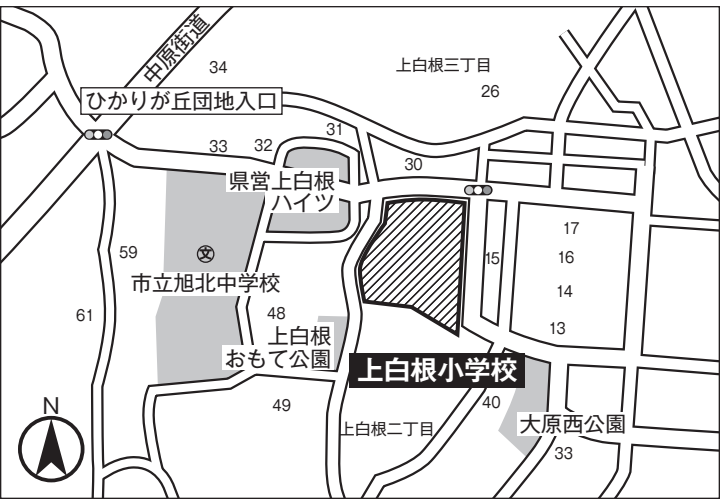 中原街道
34
上白根三丁目
26
ひかりが丘団地入口
31
32
33
30
県営上白根
ハイツ
17
59
文
15
16
市立旭北中学校
14
61
48
13
上白根
おもて公園
上白根小学校
49
40
上白根二丁目
大原西公園
33
N